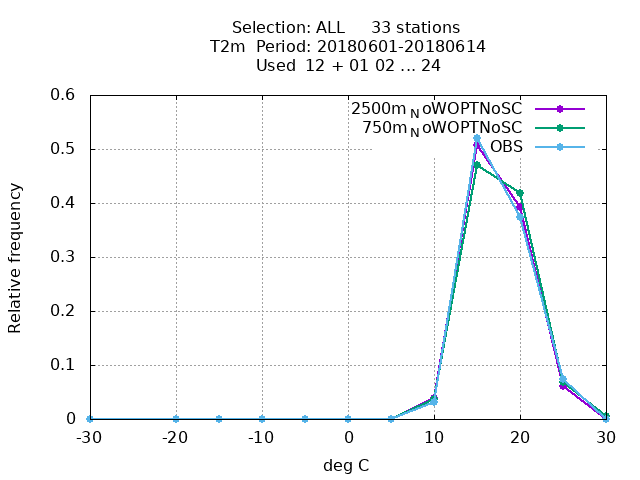 Selection: ALL 33 stations
T2m Period: 20180601-20180614
Used 12 + 01 02 ... 24
2500m_NoWOPTNoSC
750m_NoWOPTNoSC
OBS
0.6
0.5
0.4
0.3
0.2
0.1
0
Relative frequency
-30 -20 -10 0 10 20 30
deg C